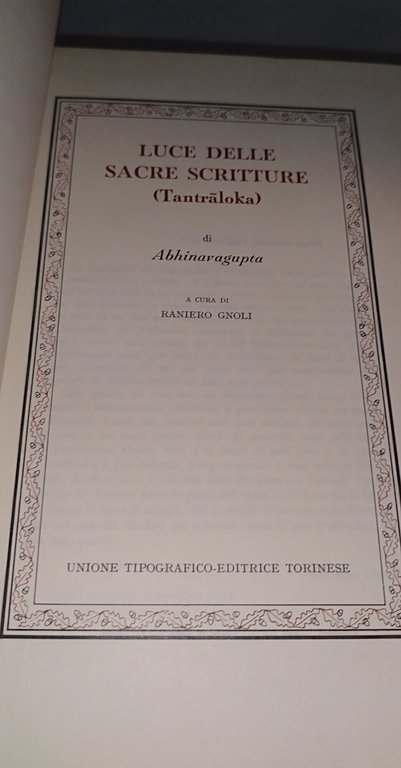 LUCE DELLE
SACRE SCRITTURE
(Tantrāloka)
di
Abhinavagupta
A CURA DI
RANIERO GNOLI
UNIONE TIPOGRAFICO-EDITRICE TORINESE